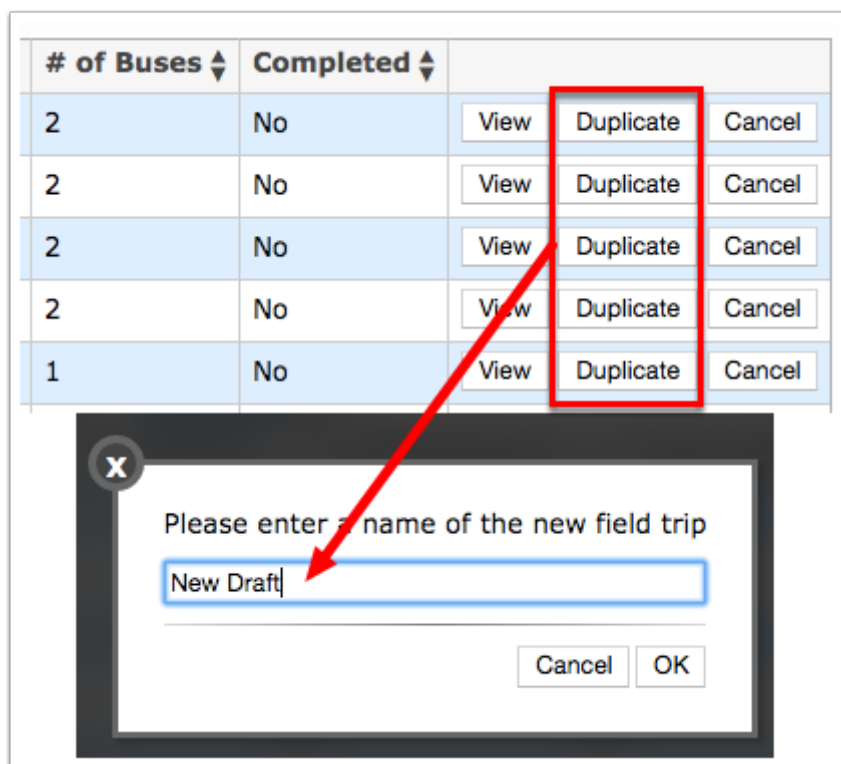 # of Buses Completed
2 No View Duplicate Cancel
2 No View Duplicate Cancel
2 No View Duplicate Cancel
2 No View Duplicate Cancel
1 No View Duplicate Cancel
x
Please enter a name of the new field trip
New Draft
Cancel OK